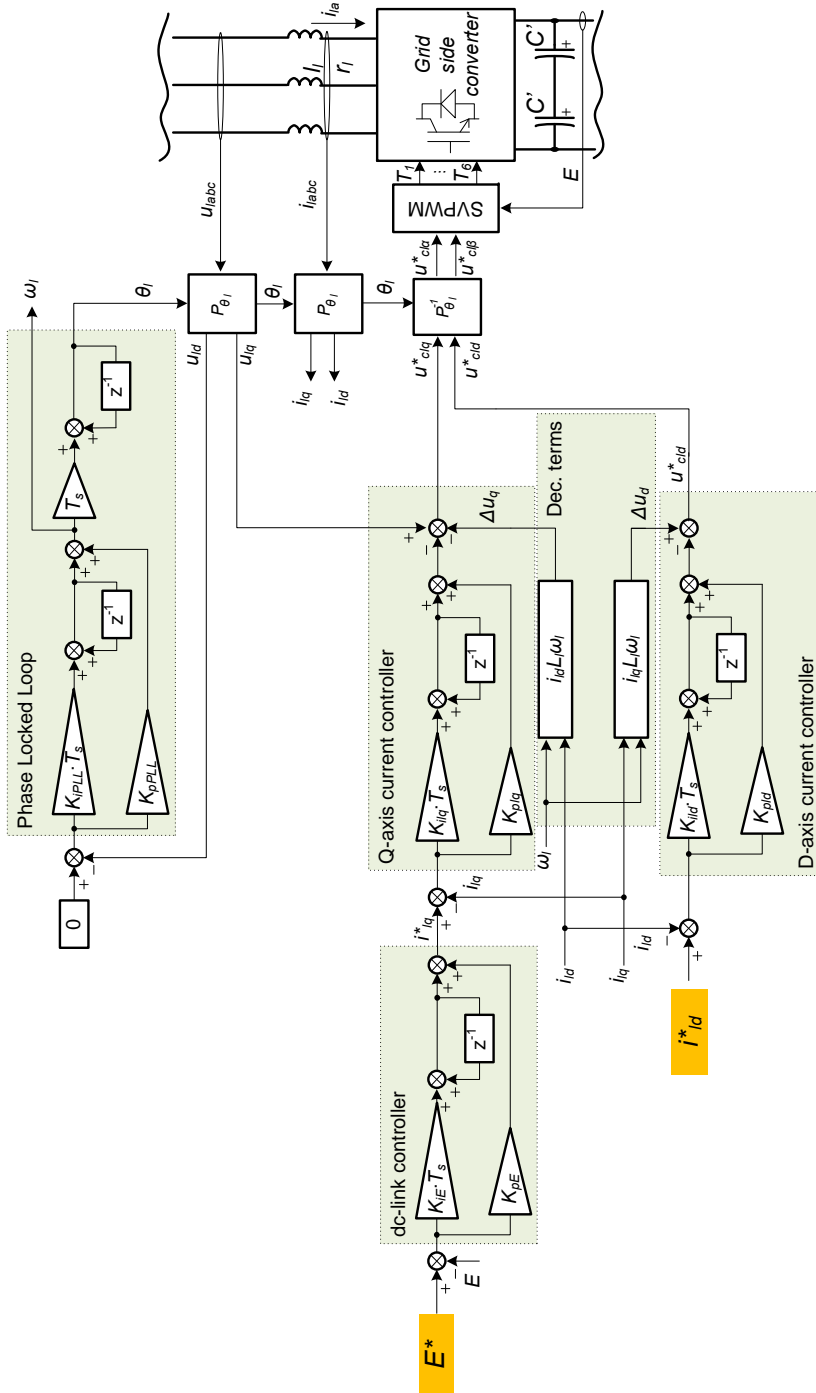 Phase Locked Loop
0
+
−
K_iPLL·T_s
K_pPLL
+
+
z⁻¹
+
+
T_s
+
+
z⁻¹
ω_l
θ_l
u_labc
i_labc
i_la
l_l
r_l
P_θl
θ_l
u_ld
u_lq
P_θl
θ_l
i_lq
i_ld
P⁻¹_θl
u*_clα
u*_clβ
u*_clq
u*_cld
SVPWM
T_1
...
T_6
Grid
side
converter
E
C'
+
C'
+
E*
+
−
E
dc-link controller
K_iE·T_s
K_pE
+
+
z⁻¹
+
+
i*_lq
+
−
i_lq
Q-axis current controller
K_ilq·T_s
K_plq
+
+
z⁻¹
+
+
+
−
−
Δu_q
Dec. terms
ω_l
i_ld L_l ω_l
i_lq L_l ω_l
i_ld
i_lq
Δu_d
i*_ld
+
−
i_ld
K_ild·T_s
K_pld
+
+
z⁻¹
+
+
+
−
u*_cld
D-axis current controller